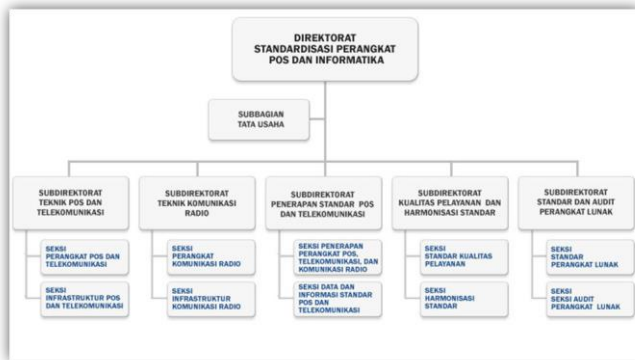 DIREKTORAT
STANDARDISASI PERANGKAT
POS DAN INFORMATIKA
SUBBAGIAN
TATA USAHA
SUBDIREKTORAT
TEKNIK POS DAN
TELEKOMUNIKASI
SEKSI
PERANGKAT POS DAN
TELEKOMUNIKASI
SEKSI
INFRASTRUKTUR POS
DAN TELEKOMUNIKASI
SUBDIREKTORAT
TEKNIK KOMUNIKASI
RADIO
SEKSI
PERANGKAT
KOMUNIKASI RADIO
SEKSI
INFRASTRUKTUR
KOMUNIKASI RADIO
SUBDIREKTORAT
PENERAPAN STANDAR POS
DAN TELEKOMUNIKASI
SEKSI PENERAPAN
PERANGKAT POS,
TELEKOMUNIKASI, DAN
KOMUNIKASI RADIO
SEKSI DATA DAN
INFORMASI STANDAR
POS DAN
TELEKOMUNIKASI
SUBDIREKTORAT
KUALITAS PELAYANAN DAN
HARMONISASI STANDAR
SEKSI
STANDAR KUALITAS
PELAYANAN
SEKSI
HARMONISASI
STANDAR
SUBDIREKTORAT
STANDAR DAN AUDIT
PERANGKAT LUNAK
SEKSI
STANDAR
PERANGKAT LUNAK
SEKSI
SEKSI AUDIT
PERANGKAT LUNAK